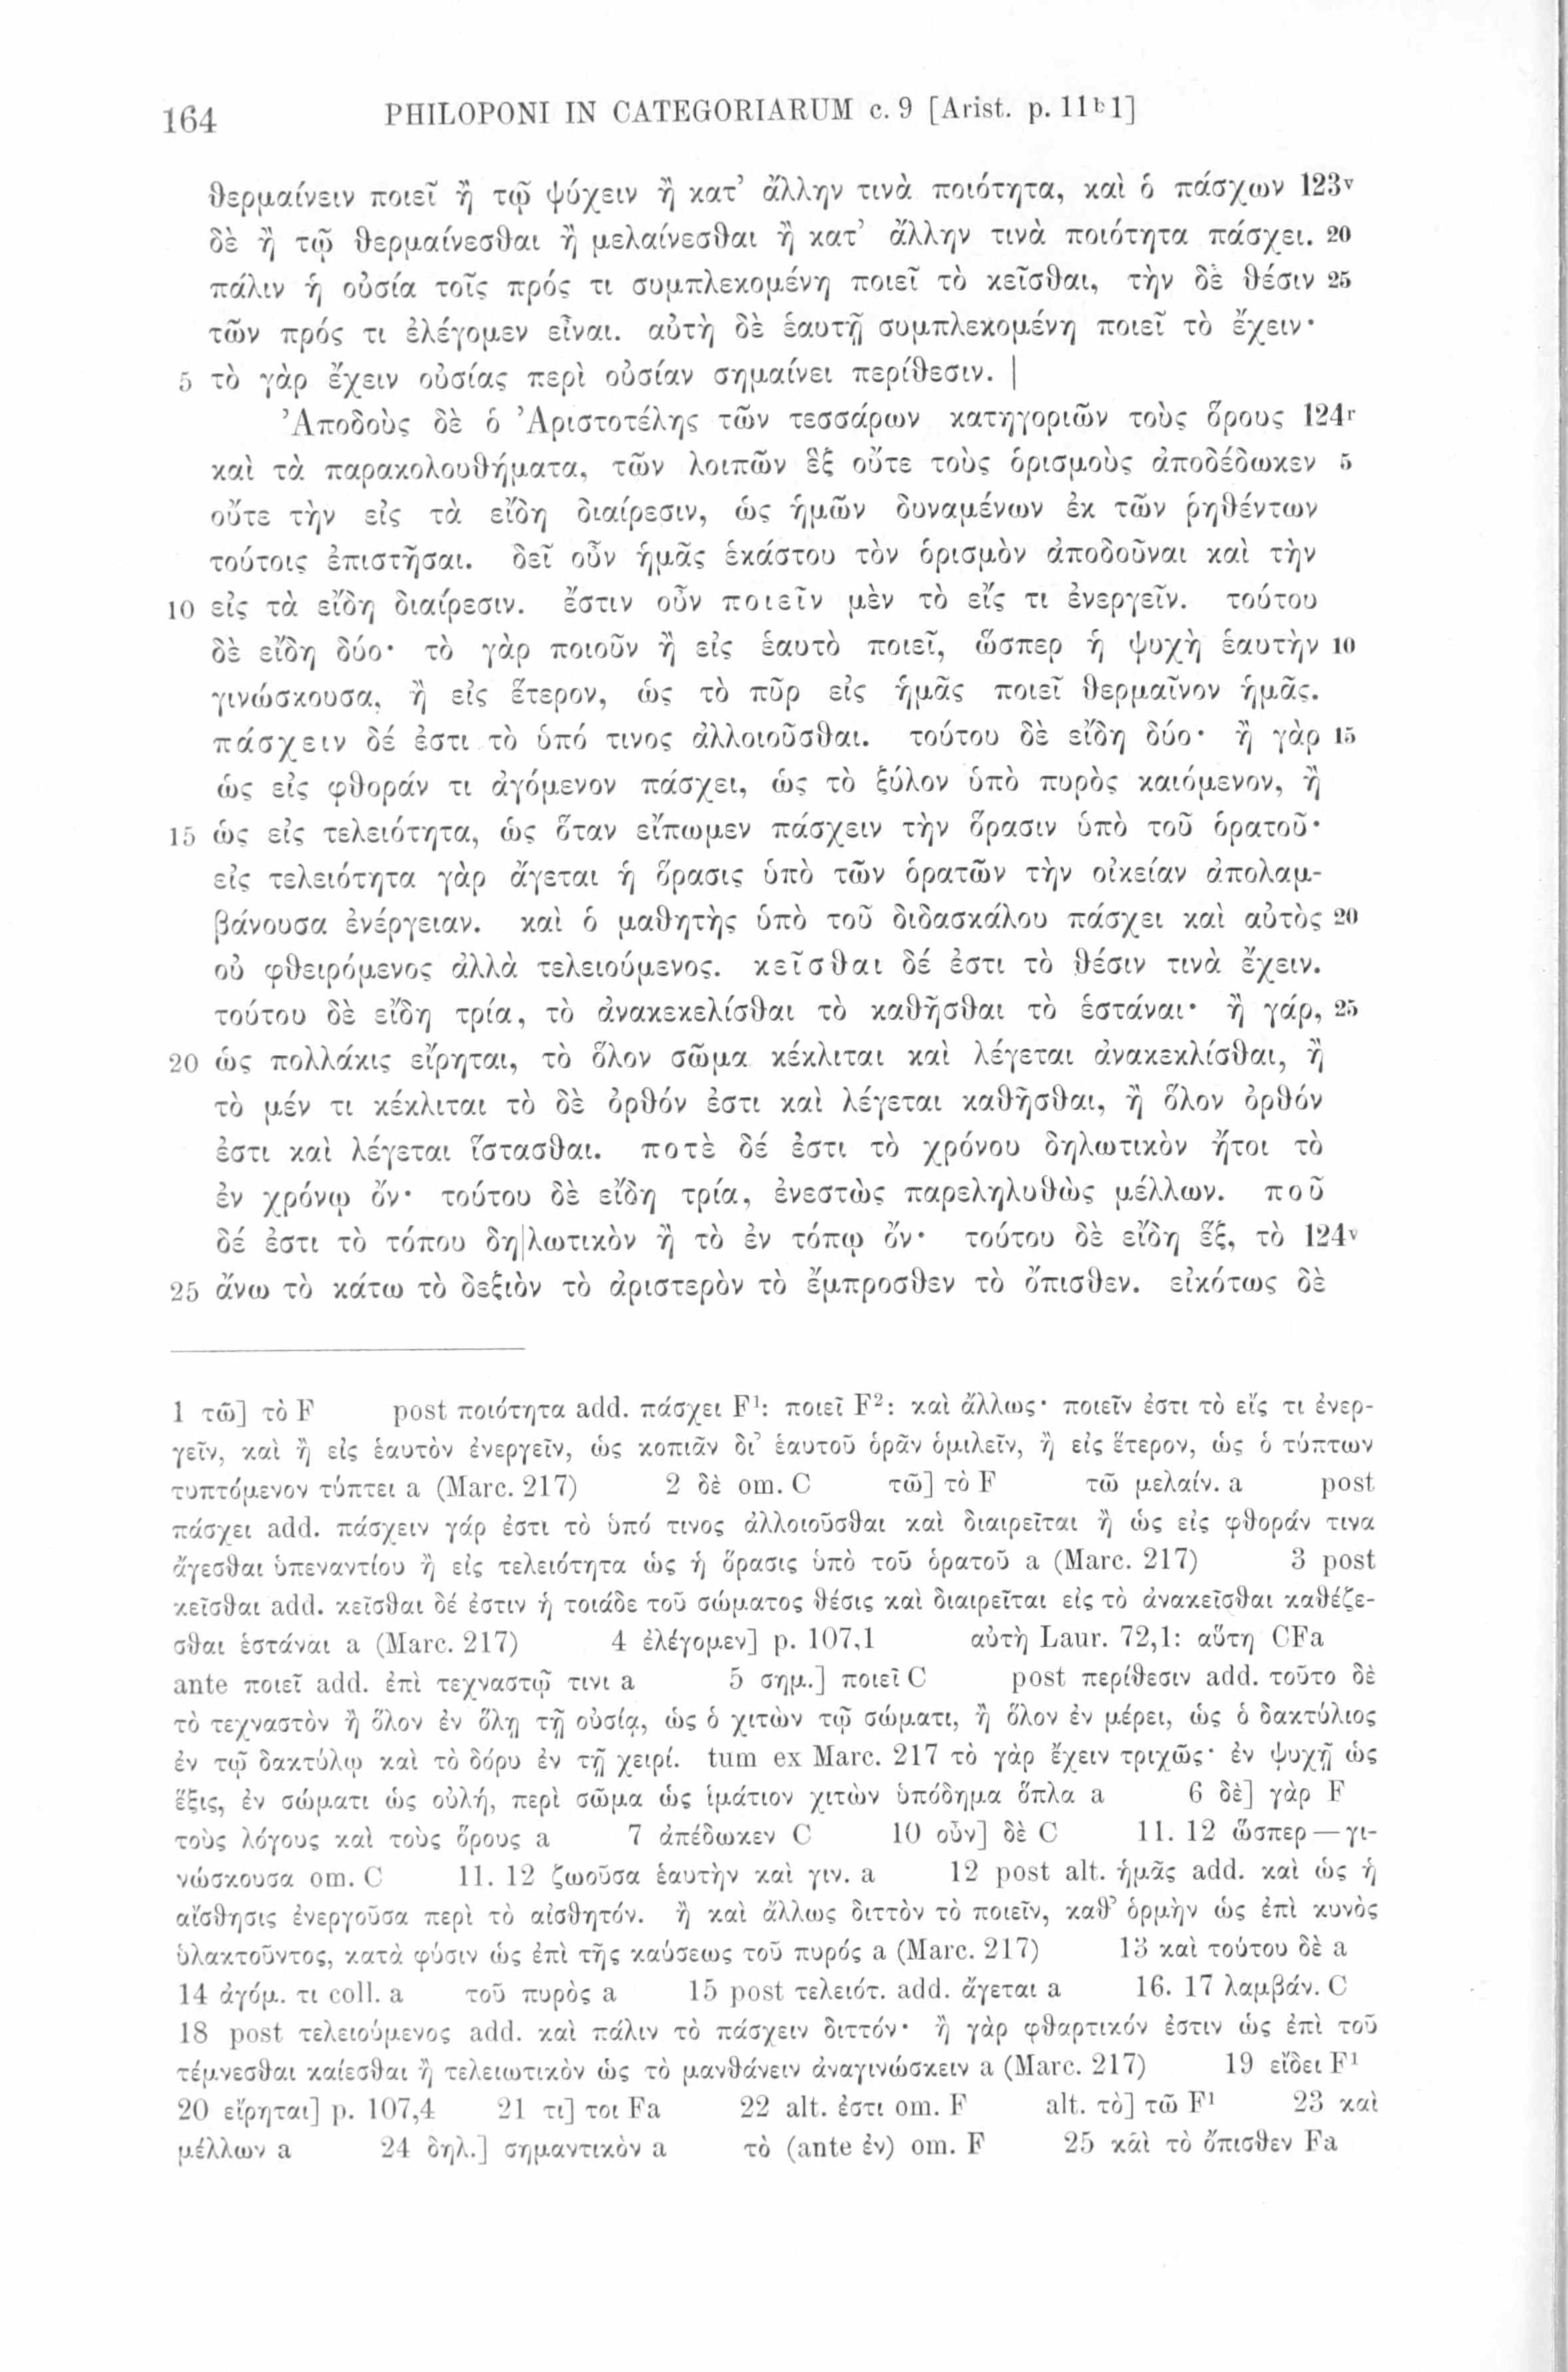 164 PHILOPONI IN CATEGORIARUM c. 9 [Arist. p. 11b1]
θερμαίνειν ποιεῖ ἢ τῷ ψύχειν ἢ κατ’ ἄλλην τινὰ ποιότητα, καὶ ὁ πάσχων 123v
δὲ ἢ τῷ θερμαίνεσθαι ἢ μελαίνεσθαι ἢ κατ’ ἄλλην τινὰ ποιότητα πάσχει. 20
πάλιν ἡ οὐσία τοῖς πρός τι συμπλεκομένη ποιεῖ τὸ κεῖσθαι, τὴν δὲ θέσιν 25
τῶν πρός τι ἐλέγομεν εἶναι. αὐτὴ δὲ ἑαυτῇ συμπλεκομένη ποιεῖ τὸ ἔχειν·
5 τὸ γὰρ ἔχειν οὐσίας περὶ οὐσίαν σημαίνει περίθεσιν. |
Ἀποδοὺς δὲ ὁ Ἀριστοτέλης τῶν τεσσάρων κατηγοριῶν τοὺς ὅρους 124r
καὶ τὰ παρακολουθήματα, τῶν λοιπῶν ἓξ οὔτε τοὺς ὁρισμοὺς ἀποδέδωκεν 5
οὔτε τὴν εἰς τὰ εἴδη διαίρεσιν, ὡς ἡμῶν δυναμένων ἐκ τῶν ῥηθέντων
τούτοις ἐπιστῆσαι. δεῖ οὖν ἡμᾶς ἑκάστου τὸν ὁρισμὸν ἀποδοῦναι καὶ τὴν
10 εἰς τὰ εἴδη διαίρεσιν. ἔστιν οὖν ποιεῖν μὲν τὸ εἴς τι ἐνεργεῖν. τούτου
δὲ εἴδη δύο· τὸ γὰρ ποιοῦν ἢ εἰς ἑαυτὸ ποιεῖ, ὥσπερ ἡ ψυχὴ ἑαυτὴν 10
γινώσκουσα, ἢ εἰς ἕτερον, ὡς τὸ πῦρ εἰς ἡμᾶς ποιεῖ θερμαῖνον ἡμᾶς.
πάσχειν δέ ἐστι τὸ ὑπό τινος ἀλλοιοῦσθαι. τούτου δὲ εἴδη δύο· ἢ γὰρ 15
ὡς εἰς φθοράν τι ἀγόμενον πάσχει, ὡς τὸ ξύλον ὑπὸ πυρὸς καιόμενον, ἢ
15 ὡς εἰς τελειότητα, ὡς ὅταν εἴπωμεν πάσχειν τὴν ὅρασιν ὑπὸ τοῦ ὁρατοῦ·
εἰς τελειότητα γὰρ ἄγεται ἡ ὅρασις ὑπὸ τῶν ὁρατῶν τὴν οἰκείαν ἀπολαμ-
βάνουσα ἐνέργειαν. καὶ ὁ μαθητὴς ὑπὸ τοῦ διδασκάλου πάσχει καὶ αὐτὸς 20
οὐ φθειρόμενος ἀλλὰ τελειούμενος. κεῖσθαι δέ ἐστι τὸ θέσιν τινὰ ἔχειν.
τούτου δὲ εἴδη τρία, τὸ ἀνακεκελίσθαι τὸ καθῆσθαι τὸ ἑστάναι· ἢ γάρ, 25
20 ὡς πολλάκις εἴρηται, τὸ ὅλον σῶμα κέκλιται καὶ λέγεται ἀνακεκλίσθαι, ἢ
τὸ μέν τι κέκλιται τὸ δὲ ὀρθόν ἐστι καὶ λέγεται καθῆσθαι, ἢ ὅλον ὀρθόν
ἐστι καὶ λέγεται ἵστασθαι. ποτὲ δέ ἐστι τὸ χρόνου δηλωτικὸν ἤτοι τὸ
ἐν χρόνῳ ὄν· τούτου δὲ εἴδη τρία, ἐνεστὼς παρεληλυθὼς μέλλων. ποῦ
δέ ἐστι τὸ τόπου δη|λωτικὸν ἢ τὸ ἐν τόπῳ ὄν· τούτου δὲ εἴδη ἕξ, τὸ 124v
25 ἄνω τὸ κάτω τὸ δεξιὸν τὸ ἀριστερὸν τὸ ἔμπροσθεν τὸ ὄπισθεν. εἰκότως δὲ
1 τῶ] τὸ F post ποιότητα add. πάσχει F¹: ποιεῖ F²: καὶ ἄλλως· ποιεῖν ἐστι τὸ εἴς τι ἐνερ-
γεῖν, καὶ ἢ εἰς ἑαυτὸν ἐνεργεῖν, ὡς κοπιᾶν δι’ ἑαυτοῦ ὁρᾶν ὁμιλεῖν, ἢ εἰς ἕτερον, ὡς ὁ τύπτων
τυπτόμενον τύπτει a (Marc. 217) 2 δὲ om. C τῶ] τὸ F τῶ μελαίν. a post
πάσχει add. πάσχειν γάρ ἐστι τὸ ὑπό τινος ἀλλοιοῦσθαι καὶ διαιρεῖται ἢ ὡς εἰς φθοράν τινα
ἄγεσθαι ὑπεναντίου ἢ εἰς τελειότητα ὡς ἡ ὅρασις ὑπὸ τοῦ ὁρατοῦ a (Marc. 217) 3 post
κεῖσθαι add. κεῖσθαι δέ ἐστιν ἡ τοιάδε τοῦ σώματος θέσις καὶ διαιρεῖται εἰς τὸ ἀνακεῖσθαι καθέζε-
σθαι ἑστάναι a (Marc. 217) 4 ἐλέγομεν] p. 107,1 αὐτὴ Laur. 72,1: αὕτη CFa
ante ποιεῖ add. ἐπὶ τεχναστῷ τινι a 5 σημ.] ποιεῖ C post περίθεσιν add. τοῦτο δὲ
τὸ τεχναστὸν ἢ ὅλον ἐν ὅλῃ τῇ οὐσίᾳ, ὡς ὁ χιτὼν τῷ σώματι, ἢ ὅλον ἐν μέρει, ὡς ὁ δακτύλιος
ἐν τῷ δακτύλῳ καὶ τὸ δόρυ ἐν τῇ χειρί. tum ex Marc. 217 τὸ γὰρ ἔχειν τριχῶς· ἐν ψυχῇ ὡς
ἕξις, ἐν σώματι ὡς οὐλή, περὶ σῶμα ὡς ἱμάτιον χιτὼν ὑπόδημα ὅπλα a 6 δὲ] γὰρ F
τοὺς λόγους καὶ τοὺς ὅρους a 7 ἀπέδωκεν C 10 οὖν] δὲ C 11. 12 ὥσπερ — γι-
νώσκουσα om. C 11. 12 ζωοῦσα ἑαυτὴν καὶ γιν. a 12 post alt. ἡμᾶς add. καὶ ὡς ἡ
αἴσθησις ἐνεργοῦσα περὶ τὸ αἰσθητόν. ἢ καὶ ἄλλως διττὸν τὸ ποιεῖν, καθ’ ὁρμὴν ὡς ἐπὶ κυνὸς
ὑλακτοῦντος, κατὰ φύσιν ὡς ἐπὶ τῆς καύσεως τοῦ πυρός a (Marc. 217) 13 καὶ τούτου δὲ a
14 ἀγόμ. τι coll. a τοῦ πυρὸς a 15 post τελειότ. add. ἄγεται a 16. 17 λαμβάν. C
18 post τελειούμενος add. καὶ πάλιν τὸ πάσχειν διττόν· ἢ γὰρ φθαρτικόν ἐστιν ὡς ἐπὶ τοῦ
τέμνεσθαι καίεσθαι ἢ τελειωτικὸν ὡς τὸ μανθάνειν ἀναγινώσκειν a (Marc. 217) 19 εἴδει F¹
20 εἴρηται] p. 107,4 21 τι] τοι Fa 22 alt. ἐστι om. F alt. τὸ] τῶ F¹ 23 καὶ
μέλλων a 24 δηλ.] σημαντικὸν a τὸ (ante ἐν) om. F 25 καὶ τὸ ὄπισθεν Fa